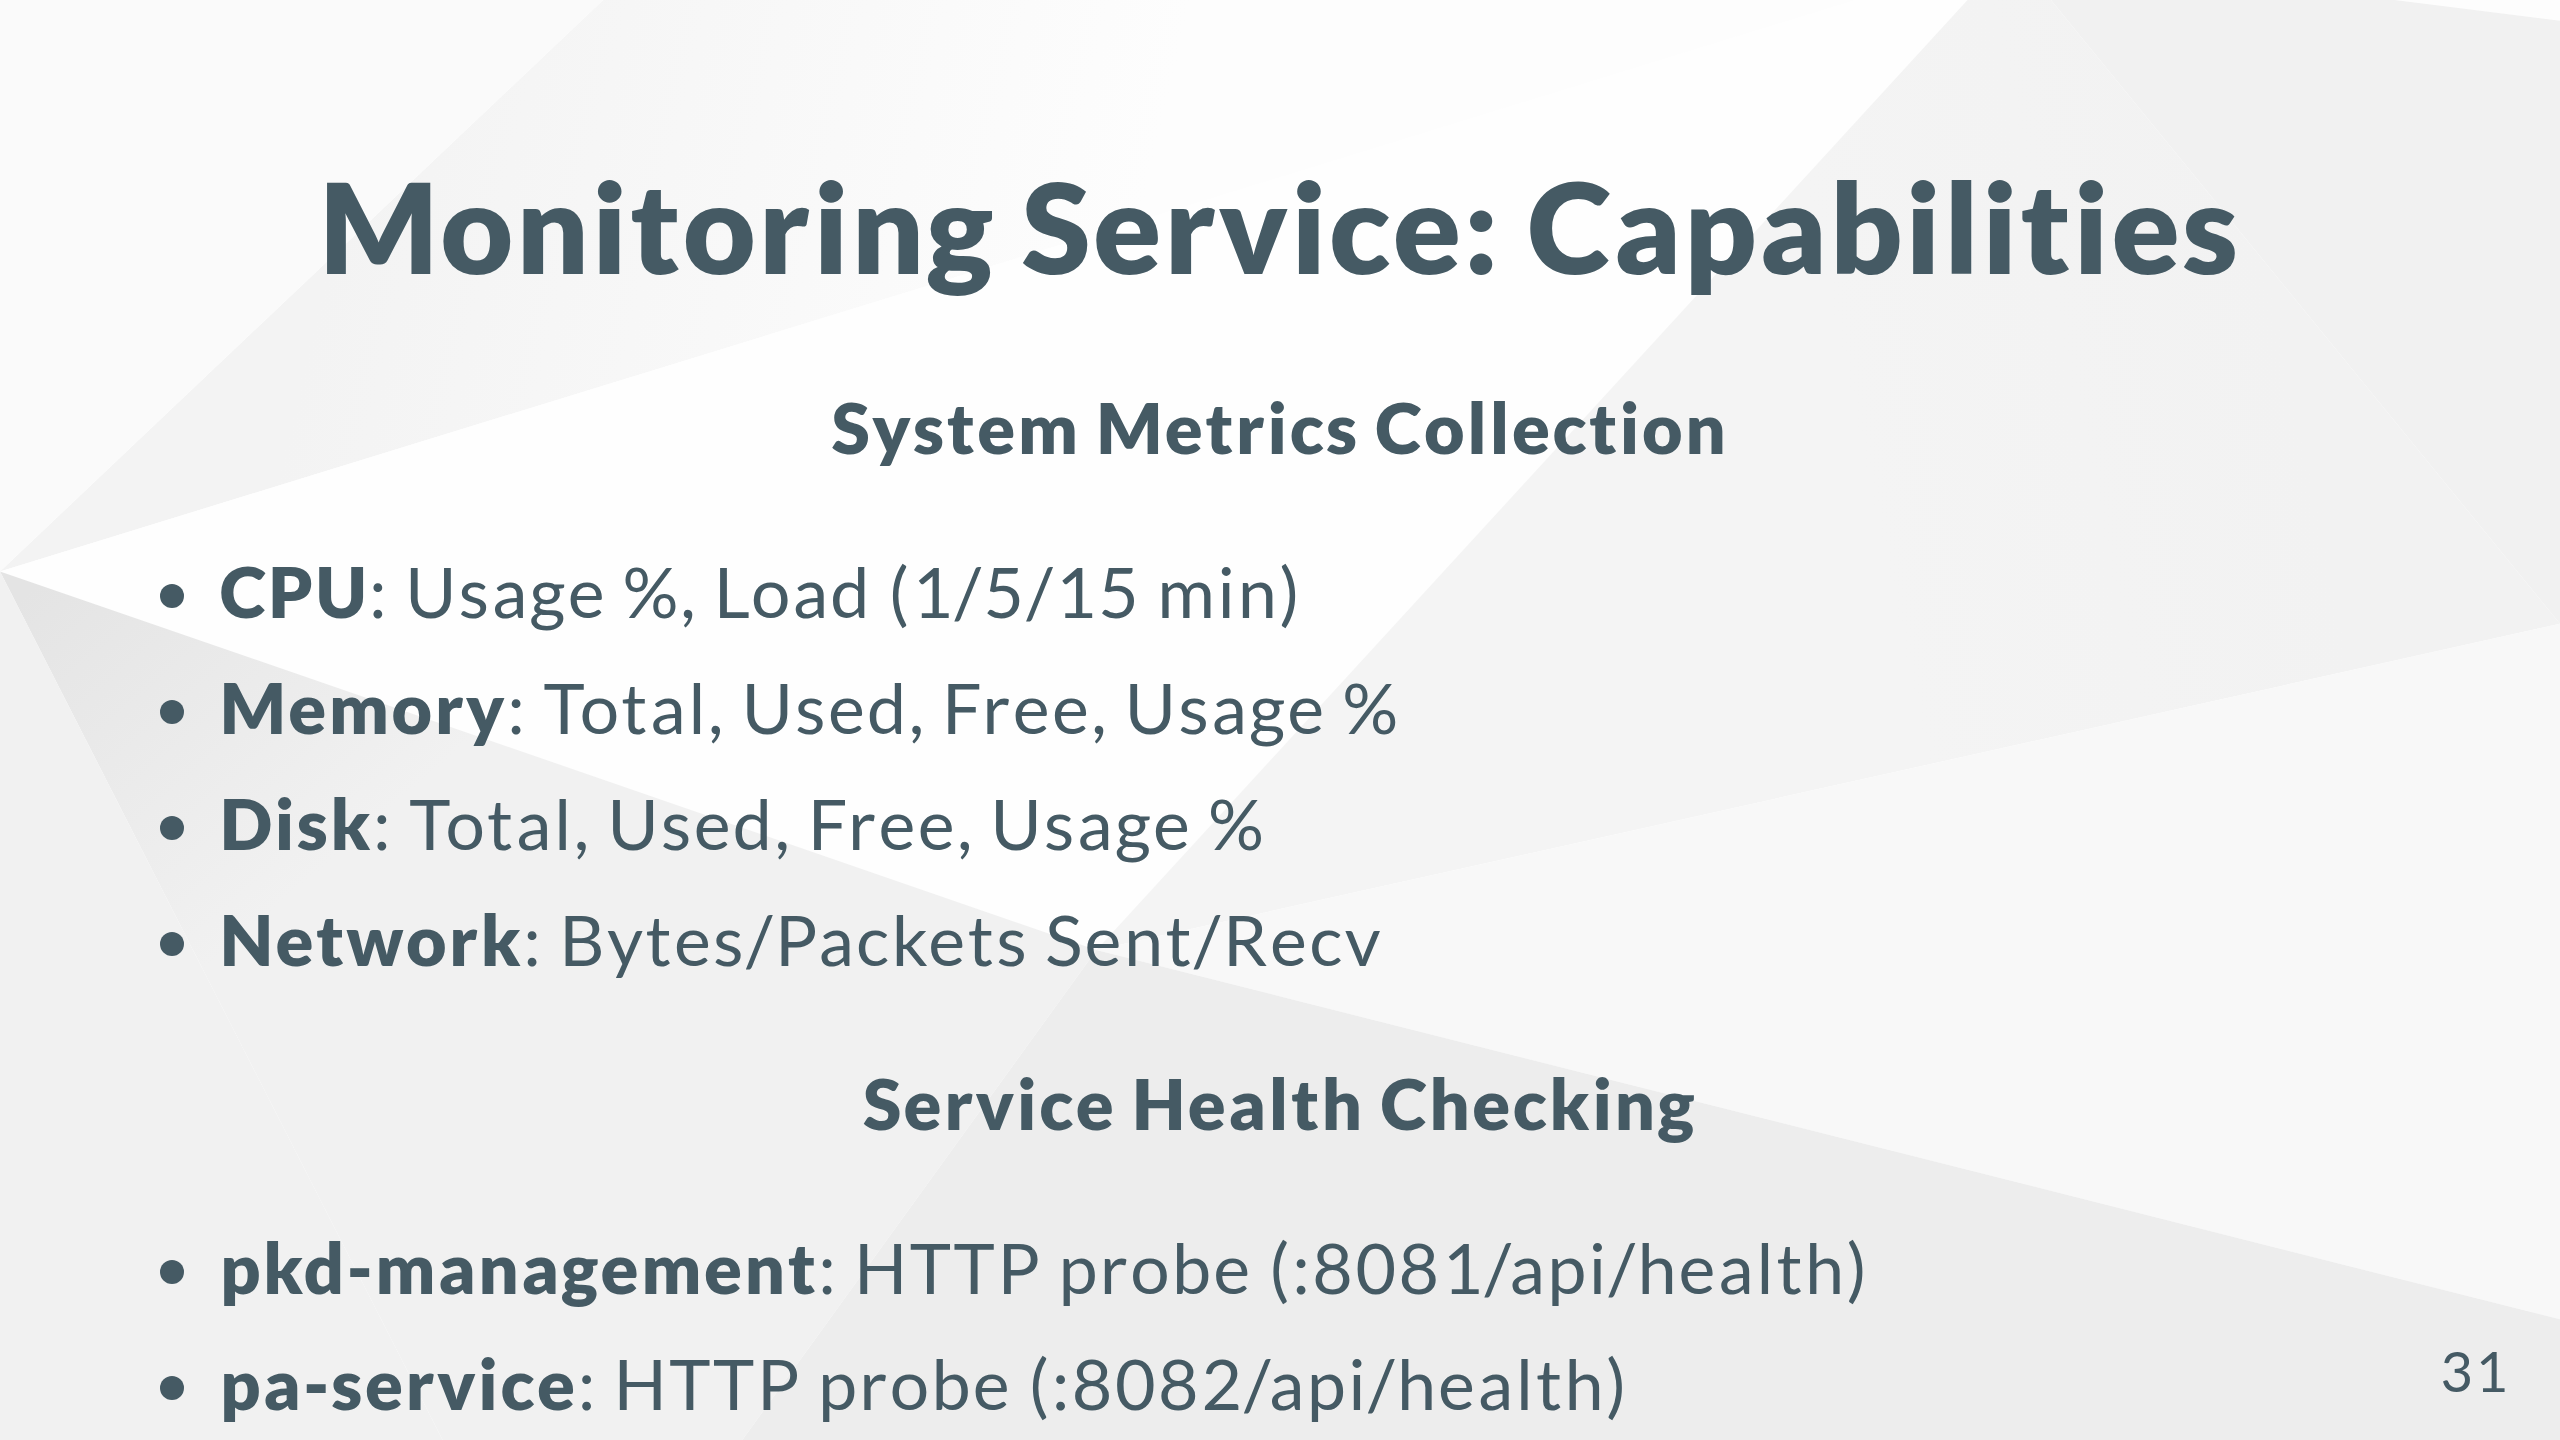 Monitoring Service: Capabilities
System Metrics Collection
• CPU: Usage %, Load (1/5/15 min)
• Memory: Total, Used, Free, Usage %
• Disk: Total, Used, Free, Usage %
• Network: Bytes/Packets Sent/Recv
Service Health Checking
• pkd-management: HTTP probe (:8081/api/health)
• pa-service: HTTP probe (:8082/api/health)
31